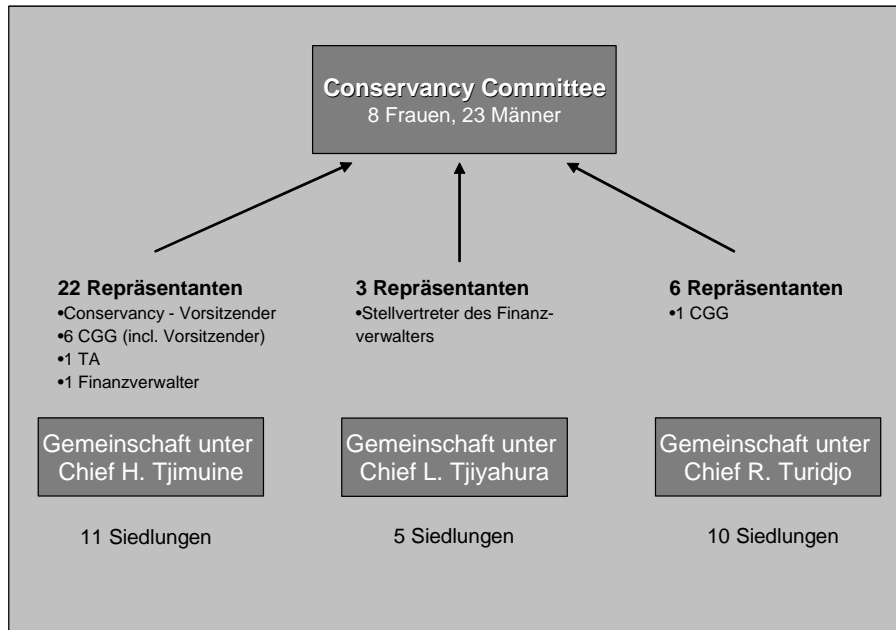 Conservancy Committee
8 Frauen, 23 Männer
22 Repräsentanten
•Conservancy - Vorsitzender
•6 CGG (incl. Vorsitzender)
•1 TA
•1 Finanzverwalter
3 Repräsentanten
•Stellvertreter des Finanz-
verwalters
6 Repräsentanten
•1 CGG
Gemeinschaft unter
Chief H. Tjimuine
Gemeinschaft unter
Chief L. Tjiyahura
Gemeinschaft unter
Chief R. Turidjo
11 Siedlungen
5 Siedlungen
10 Siedlungen